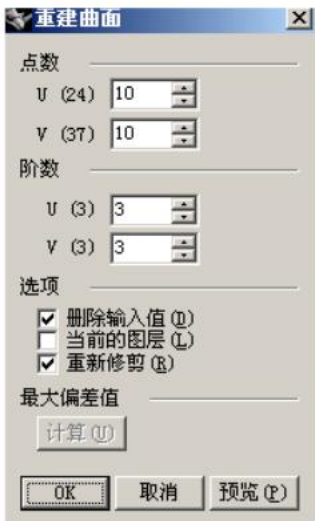 重建曲面
点数
U (24) 10
V (37) 10
阶数
U (3) 3
V (3) 3
选项
删除输入值(D)
当前的图层(L)
重新修剪(R)
最大偏差值
计算(U)
OK 取消 预览(P)